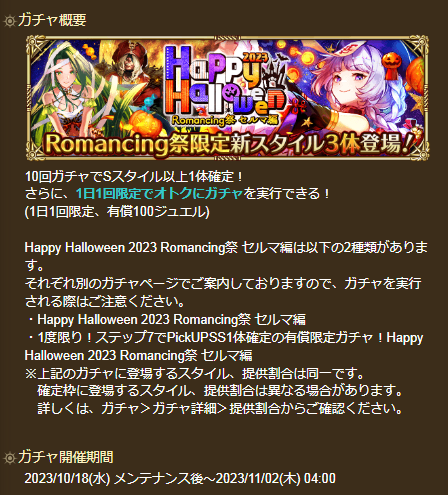 ガチャ概要
Happy 2023
Halloween
Romancing祭 セルマ編
Romancing祭限定新スタイル3体登場!
10回ガチャでSスタイル以上1体確定！
さらに、1日1回限定でオトクにガチャを実行できる！
(1日1回限定、有償100ジュエル)
Happy Halloween 2023 Romancing祭 セルマ編は以下の2種類がありま
す。
それぞれ別のガチャページでご案内しておりますので、ガチャを実行
される際はご注意ください。
・Happy Halloween 2023 Romancing祭 セルマ編
・1度限り！ステップ7でPickUPSS1体確定の有償限定ガチャ！Happy
Halloween 2023 Romancing祭 セルマ編
※上記のガチャに登場するスタイル、提供割合は同一です。
確定枠に登場するスタイル、提供割合は異なる場合があります。
詳しくは、ガチャ＞ガチャ詳細＞提供割合からご確認ください。
ガチャ開催期間
2023/10/18(水) メンテナンス後～2023/11/02(木) 04:00